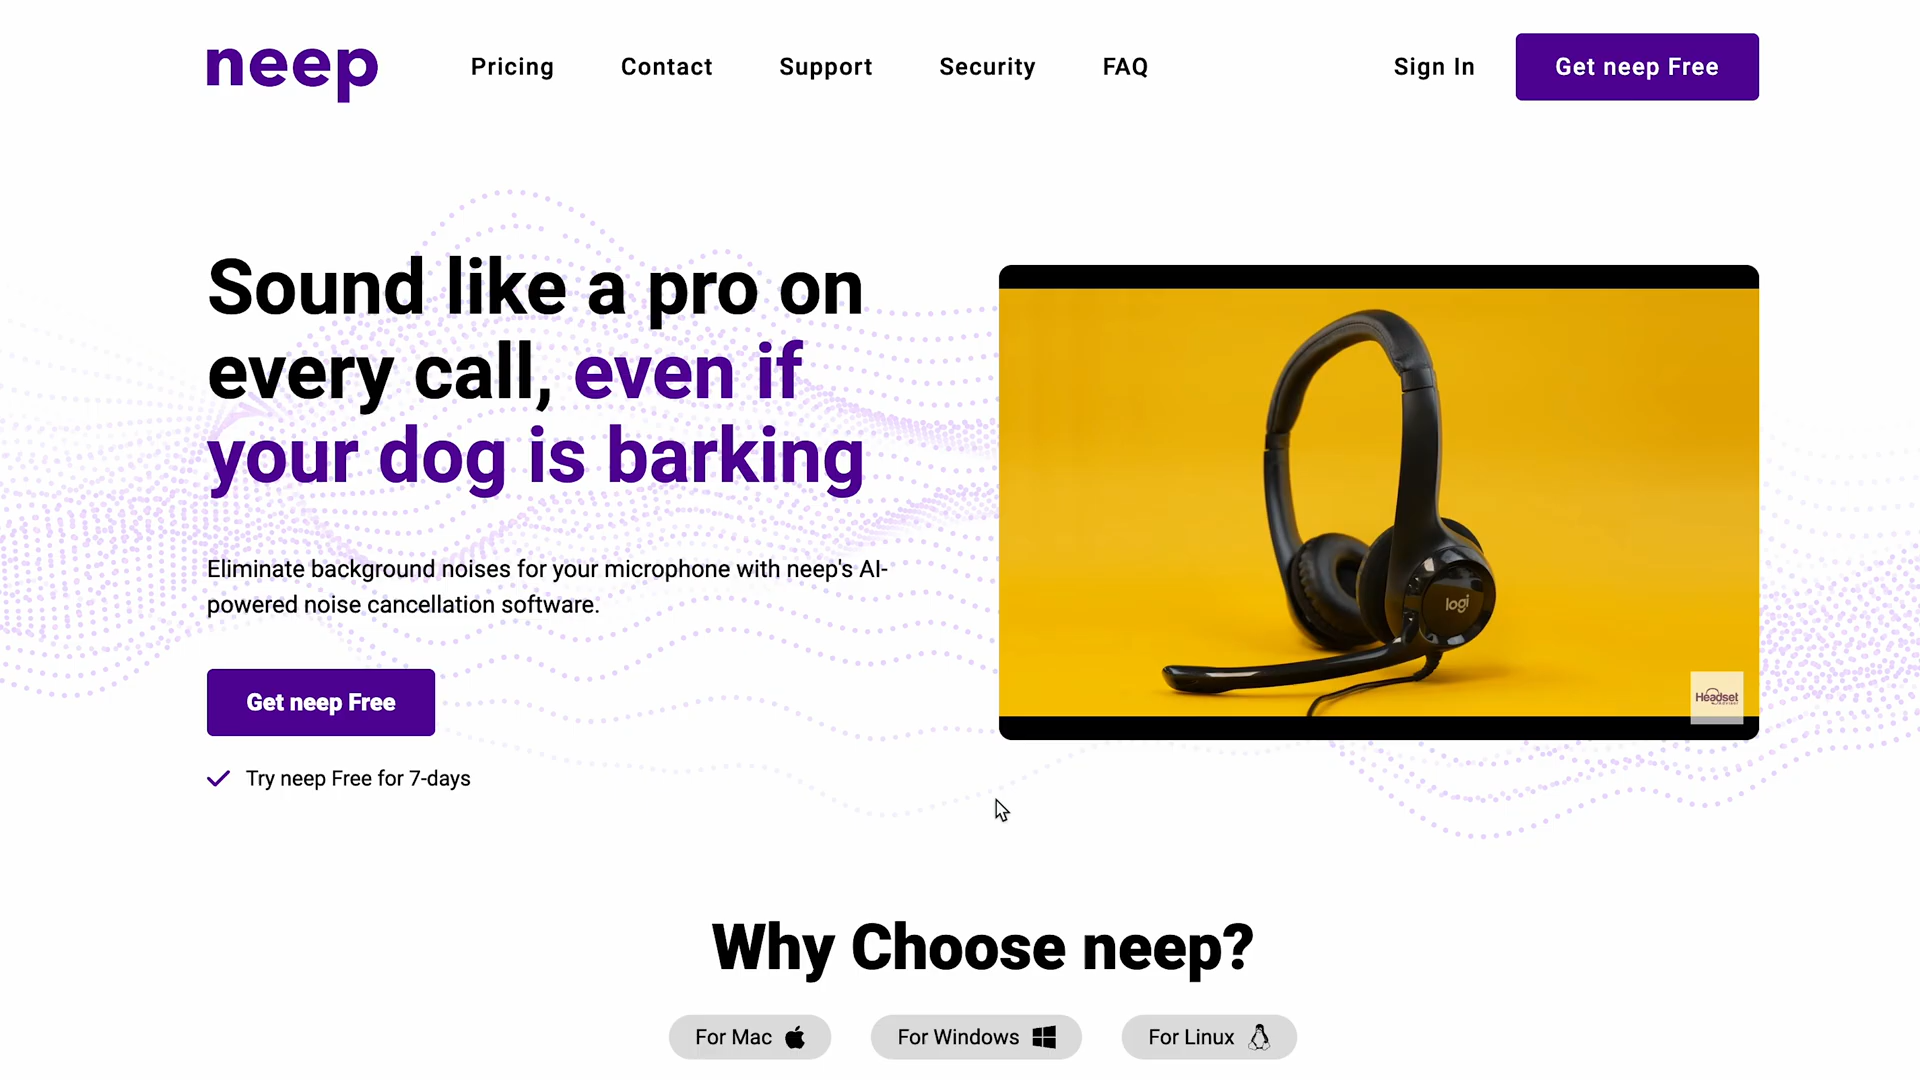 neep
Pricing
Contact
Support
Security
FAQ
Sign In
Get neep Free
Sound like a pro on
every call, even if
your dog is barking
Eliminate background noises for your microphone with neep's AI-
powered noise cancellation software.
Get neep Free
Try neep Free for 7-days
logi
Headset
Why Choose neep?
For Mac
For Windows
For Linux